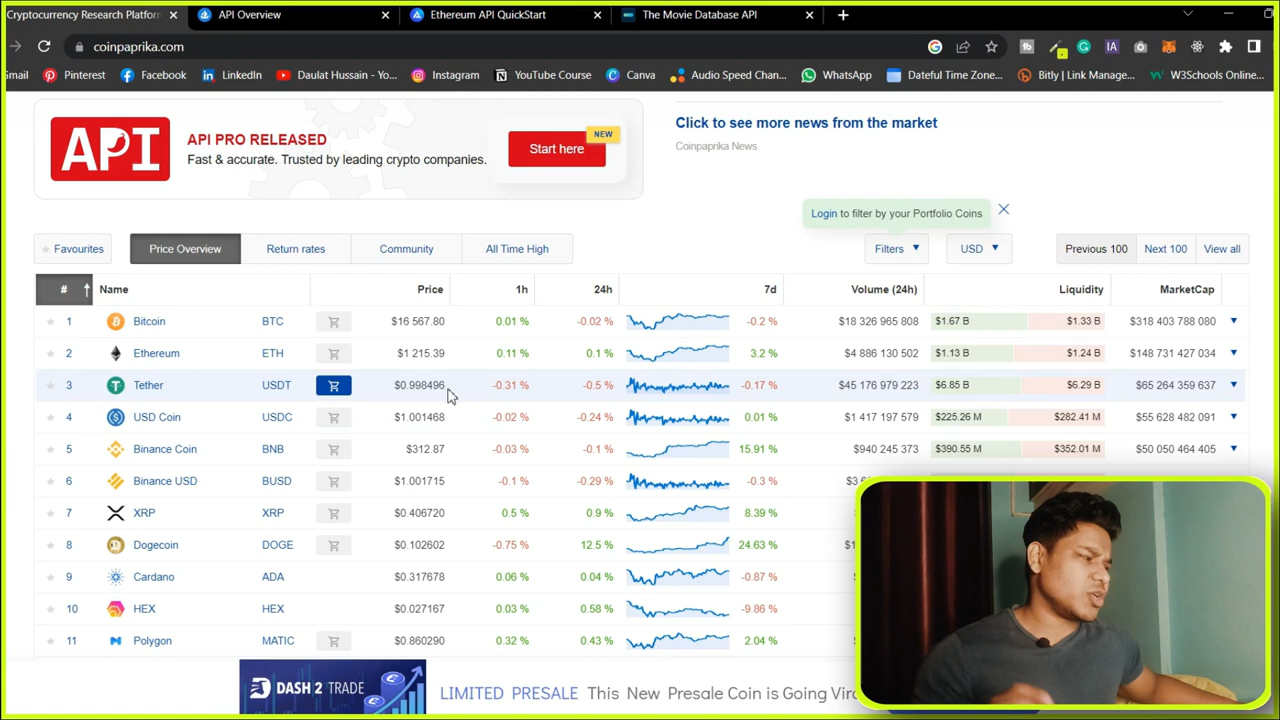 Cryptocurrency Research Platform
API Overview
Ethereum API QuickStart
The Movie Database API
coinpaprika.com
Pinterest
Facebook
LinkedIn
Daulat Hussain - Yo...
Instagram
YouTube Course
Canva
Audio Speed Chan...
WhatsApp
Dateful Time Zone...
Bitly | Link Manage...
W3Schools Online...
API
API PRO RELEASED
Fast & accurate. Trusted by leading crypto companies.
Start here
NEW
Click to see more news from the market
Coinpaprika News
Login to filter by your Portfolio Coins
Favourites Price Overview Return rates Community All Time High Filters USD Previous 100 Next 100 View all
# Name Price 1h 24h 7d Volume (24h) Liquidity MarketCap
1 Bitcoin BTC $16 567.80 0.01 % -0.02 % -0.2 % $18 326 965 808 $1.67 B $1.33 B $318 403 788 080
2 Ethereum ETH $1 215.39 0.11 % 0.1 % 3.2 % $4 886 130 502 $1.13 B $1.24 B $148 731 427 034
3 Tether USDT $0.998496 -0.31 % -0.5 % -0.17 % $45 176 979 223 $6.85 B $6.29 B $65 264 359 637
4 USD Coin USDC $1.001468 -0.02 % -0.24 % 0.01 % $1 417 197 579 $225.26 M $282.41 M $55 628 482 091
5 Binance Coin BNB $312.87 -0.03 % -0.1 % 15.91 % $940 245 373 $390.55 M $352.01 M $50 050 464 405
6 Binance USD BUSD $1.001715 -0.1 % -0.29 % -0.3 %
7 XRP XRP $0.406720 0.5 % 0.9 % 8.39 %
8 Dogecoin DOGE $0.102602 -0.75 % 12.5 % 24.63 %
9 Cardano ADA $0.317678 0.06 % 0.04 % -0.87 %
10 HEX HEX $0.027167 0.03 % 0.58 % -9.86 %
11 Polygon MATIC $0.860290 0.32 % 0.43 % 2.04 %
DASH 2 TRADE
LIMITED PRESALE This New Presale Coin is Going